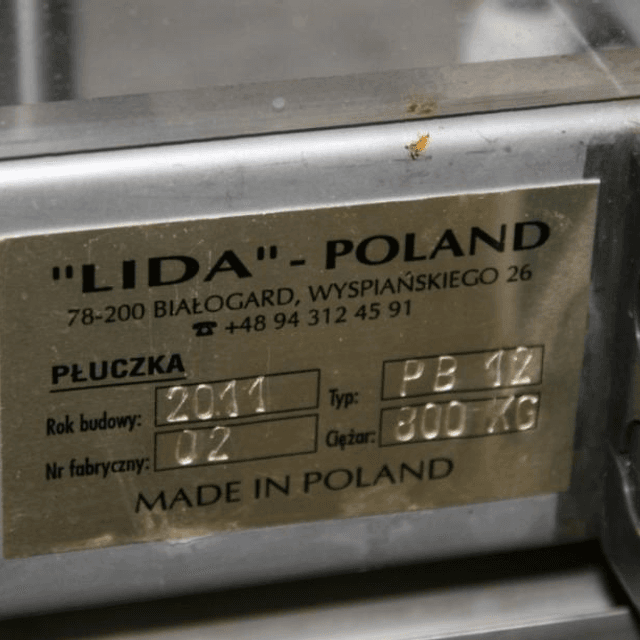 "LIDA" - POLAND
78-200 BIAŁOGARD, WYSPIAŃSKIEGO 26
☎ +48 94 312 45 91
PŁUCZKA
Rok budowy: 2011 Typ: PB 12
Nr fabryczny: 02 Ciężar: 800 KG
MADE IN POLAND